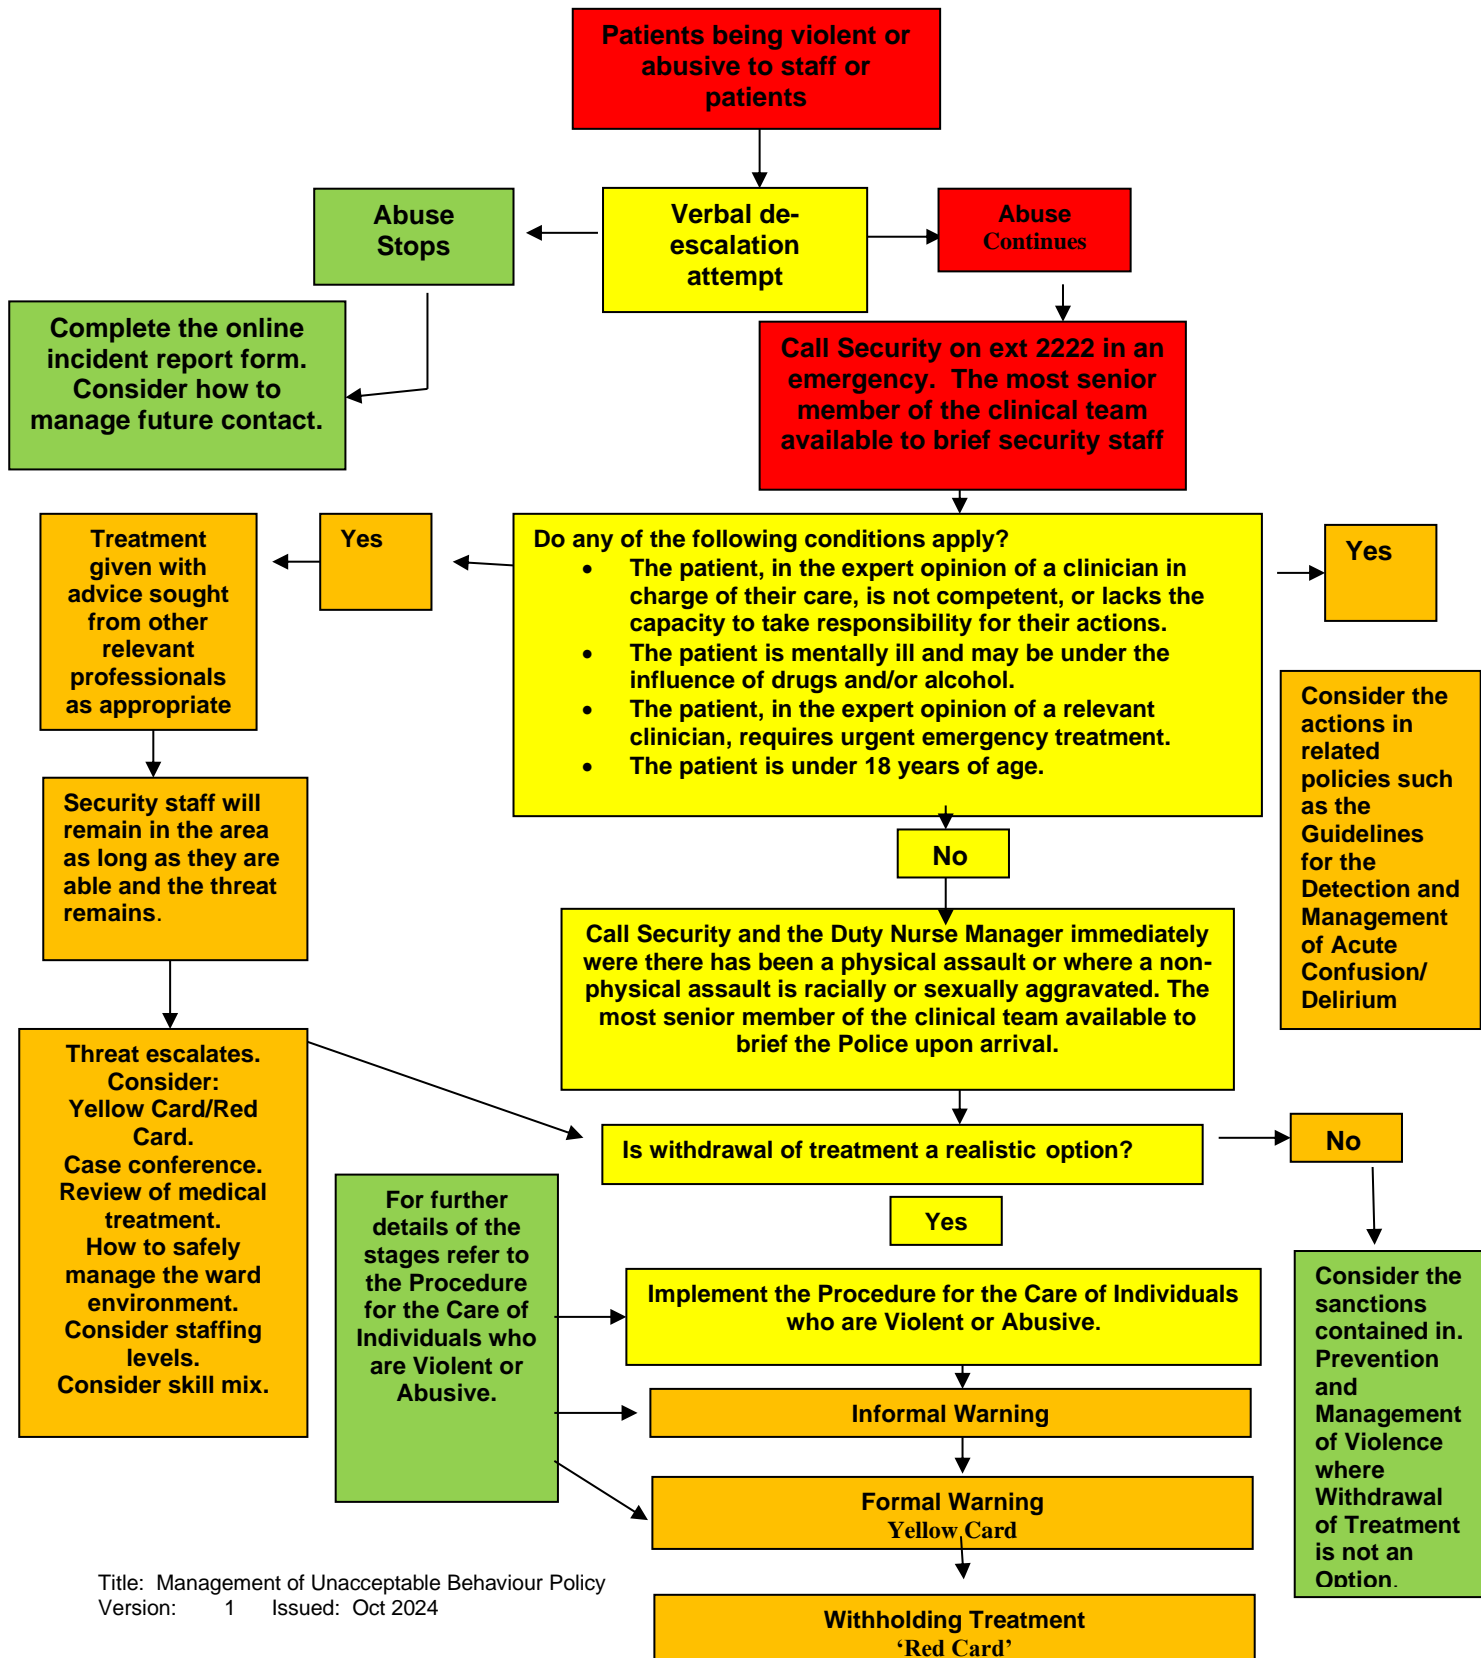 Patients being violent or
abusive to staff or
patients
Abuse
Stops
Verbal de-
escalation
attempt
Abuse
Continues
Complete the online
incident report form.
Consider how to
manage future contact.
Call Security on ext 2222 in an
emergency.  The most senior
member of the clinical team
available to brief security staff
Treatment
given with
advice sought
from other
relevant
professionals
as appropriate
Yes
Do any of the following conditions apply?
• The patient, in the expert opinion of a clinician in
charge of their care, is not competent, or lacks the
capacity to take responsibility for their actions.
• The patient is mentally ill and may be under the
influence of drugs and/or alcohol.
• The patient, in the expert opinion of a relevant
clinician, requires urgent emergency treatment.
• The patient is under 18 years of age.
Yes
Consider the
actions in
related
policies such
as the
Guidelines
for the
Detection and
Management
of Acute
Confusion/
Delirium
Security staff will
remain in the area
as long as they are
able and the threat
remains.
No
Call Security and the Duty Nurse Manager immediately
were there has been a physical assault or where a non-
physical assault is racially or sexually aggravated. The
most senior member of the clinical team available to
brief the Police upon arrival.
Threat escalates.
Consider:
Yellow Card/Red
Card.
Case conference.
Review of medical
treatment.
How to safely
manage the ward
environment.
Consider staffing
levels.
Consider skill mix.
Is withdrawal of treatment a realistic option?
No
Yes
For further
details of the
stages refer to
the Procedure
for the Care of
Individuals who
are Violent or
Abusive.
Implement the Procedure for the Care of Individuals
who are Violent or Abusive.
Consider the
sanctions
contained in.
Prevention
and
Management
of Violence
where
Withdrawal
of Treatment
is not an
Option.
Informal Warning
Formal Warning
Yellow Card
Withholding Treatment
‘Red Card’
Title:  Management of Unacceptable Behaviour Policy
Version:      1    Issued:  Oct 2024